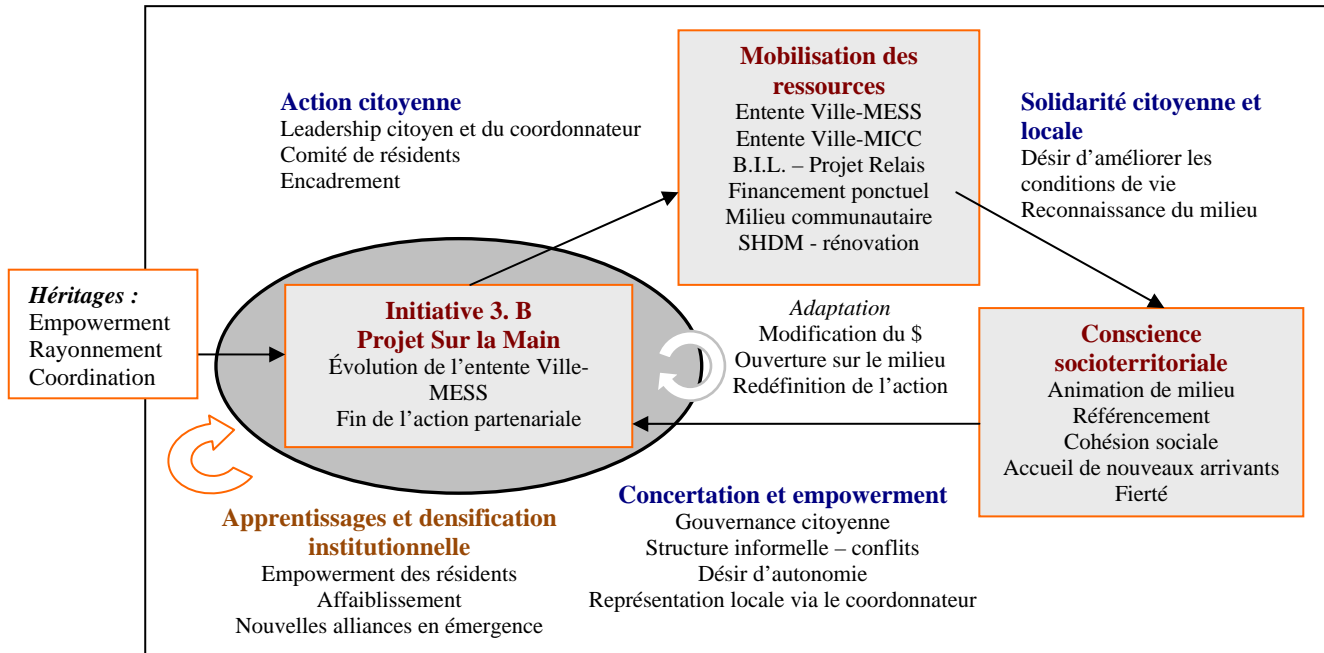 Mobilisation des
ressources
Entente Ville-MESS
Entente Ville-MICC
B.I.L. – Projet Relais
Financement ponctuel
Milieu communautaire
SHDM - rénovation
Action citoyenne
Leadership citoyen et du coordonnateur
Comité de résidents
Encadrement
Solidarité citoyenne et
locale
Désir d’améliorer les
conditions de vie
Reconnaissance du milieu
Héritages :
Empowerment
Rayonnement
Coordination
Initiative 3. B
Projet Sur la Main
Évolution de l’entente Ville-
MESS
Fin de l’action partenariale
Adaptation
Modification du $
Ouverture sur le milieu
Redéfinition de l’action
Conscience
socioterritoriale
Animation de milieu
Référencement
Cohésion sociale
Accueil de nouveaux arrivants
Fierté
Apprentissages et densification
institutionnelle
Empowerment des résidents
Affaiblissement
Nouvelles alliances en émergence
Concertation et empowerment
Gouvernance citoyenne
Structure informelle – conflits
Désir d’autonomie
Représentation locale via le coordonnateur